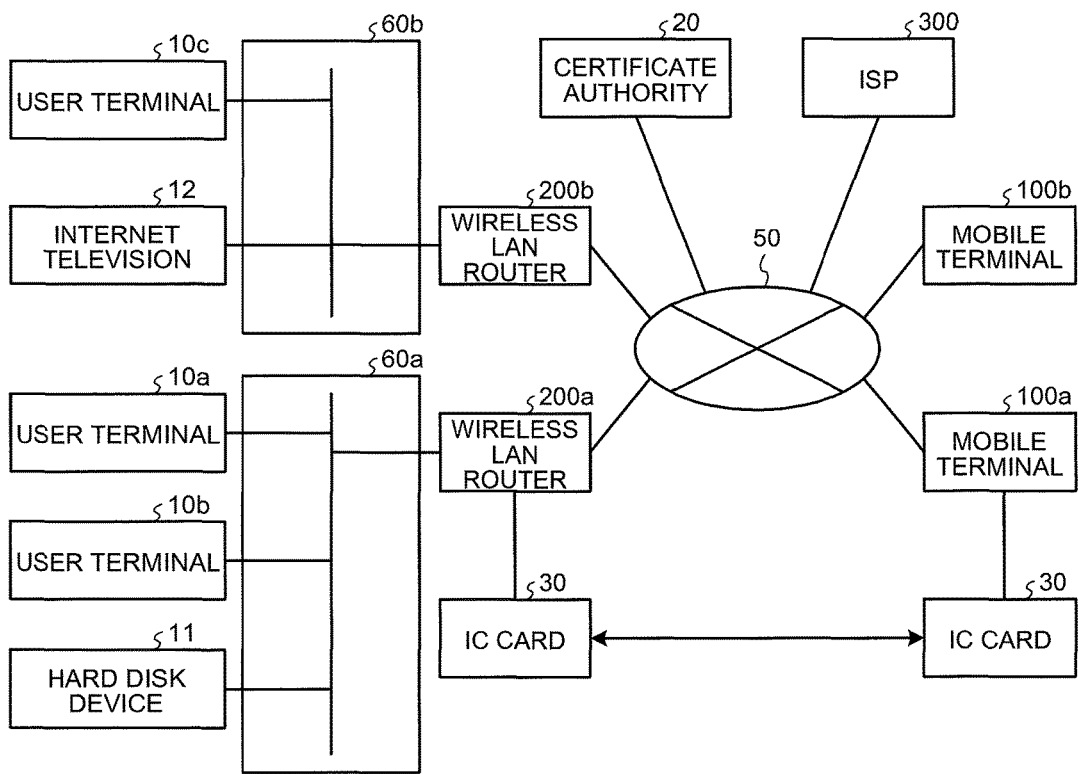 60b
20
300
10c
USER TERMINAL
CERTIFICATE
AUTHORITY
ISP
12
INTERNET
TELEVISION
200b
WIRELESS
LAN
ROUTER
50
100b
MOBILE
TERMINAL
60a
10a
USER TERMINAL
200a
WIRELESS
LAN
ROUTER
100a
MOBILE
TERMINAL
10b
USER TERMINAL
30
IC CARD
30
IC CARD
11
HARD DISK
DEVICE